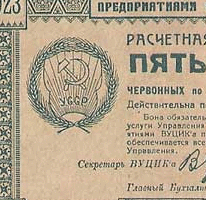 923
ПРЕДПРИЯТИЯМИ
РАСЧЕТНАЯ
ПЯТЬ
ЧЕРВОННЫХ по
УССР
Действительна п
Бона обязатель
услуги Управления
ятиями ВУЦИК'а п
обеспечивается все
Управления.
Секретарь ВУЦИК'а
Главный Бухгалт